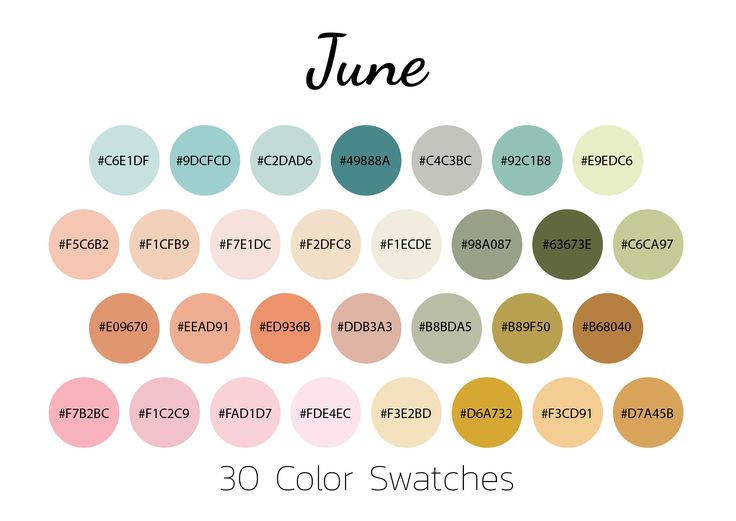 June
#C6E1DF #9DCFCD #C2DAD6 #49888A #C4C3BC #92C1B8 #E9EDC6
#F5C6B2 #F1CFB9 #F7E1DC #F2DFC8 #F1ECDE #98A087 #63673E #C6CA97
#E09670 #EEAD91 #ED936B #DDB3A3 #B8BDA5 #B89F50 #B68040
#F7B2BC #F1C2C9 #FAD1D7 #FDE4EC #F3E2BD #D6A732 #F3CD91 #D7A45B
30 Color Swatches